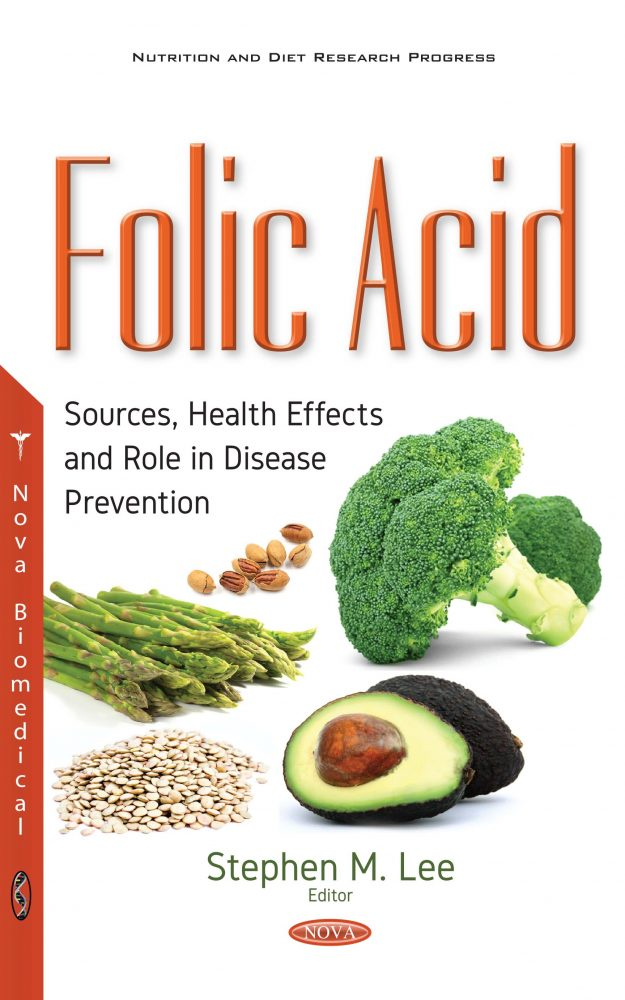 Nutrition and Diet Research Progress
Folic Acid
Sources, Health Effects
and Role in Disease
Prevention
Nova Biomedical
Stephen M. Lee
Editor
NOVA